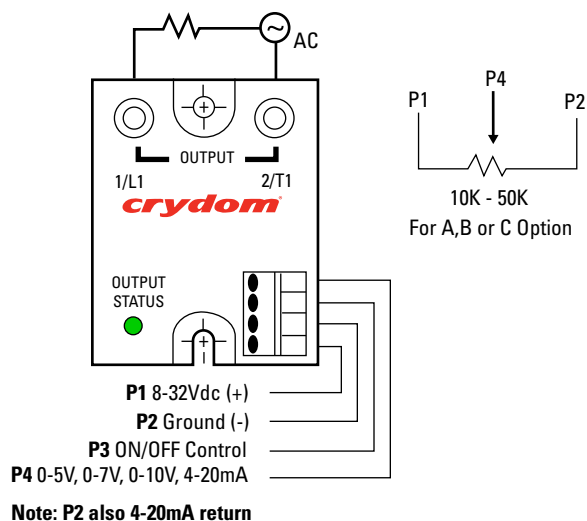 AC
OUTPUT
1/L1 2/T1
crydom
OUTPUT
STATUS
P1 8-32Vdc (+)
P2 Ground (-)
P3 ON/OFF Control
P4 0-5V, 0-7V, 0-10V, 4-20mA
Note: P2 also 4-20mA return
P4
P1 P2
10K - 50K
For A,B or C Option